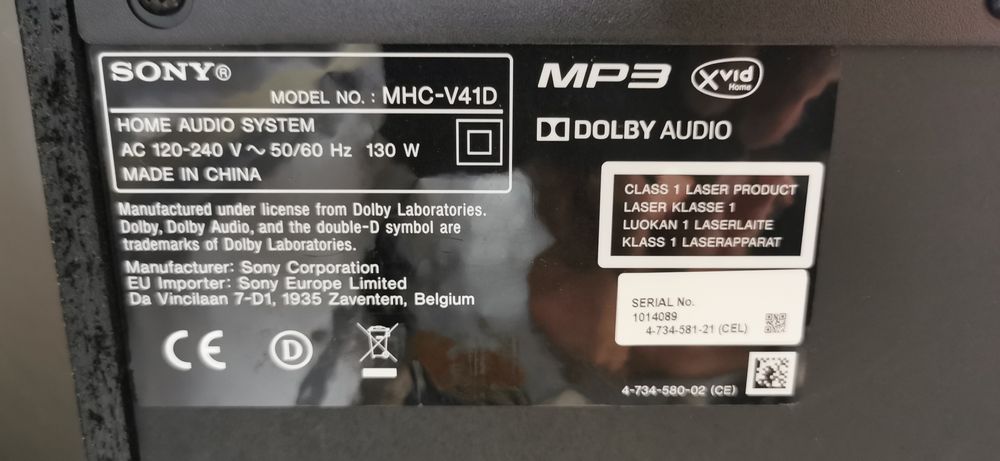 SONY®
MODEL NO. : MHC-V41D
HOME AUDIO SYSTEM
AC 120-240 V ~ 50/60 Hz 130 W
MADE IN CHINA
Manufactured under license from Dolby Laboratories.
Dolby, Dolby Audio, and the double-D symbol are
trademarks of Dolby Laboratories.
Manufacturer: Sony Corporation
EU Importer: Sony Europe Limited
Da Vincilaan 7-D1, 1935 Zaventem, Belgium
CE
D
MP3
Xvid
Home
DOLBY AUDIO
CLASS 1 LASER PRODUCT
LASER KLASSE 1
LUOKAN 1 LASERLAITE
KLASS 1 LASERAPPARAT
SERIAL No.
1014089
4-734-581-21 (CEL)
4-734-580-02 (CE)